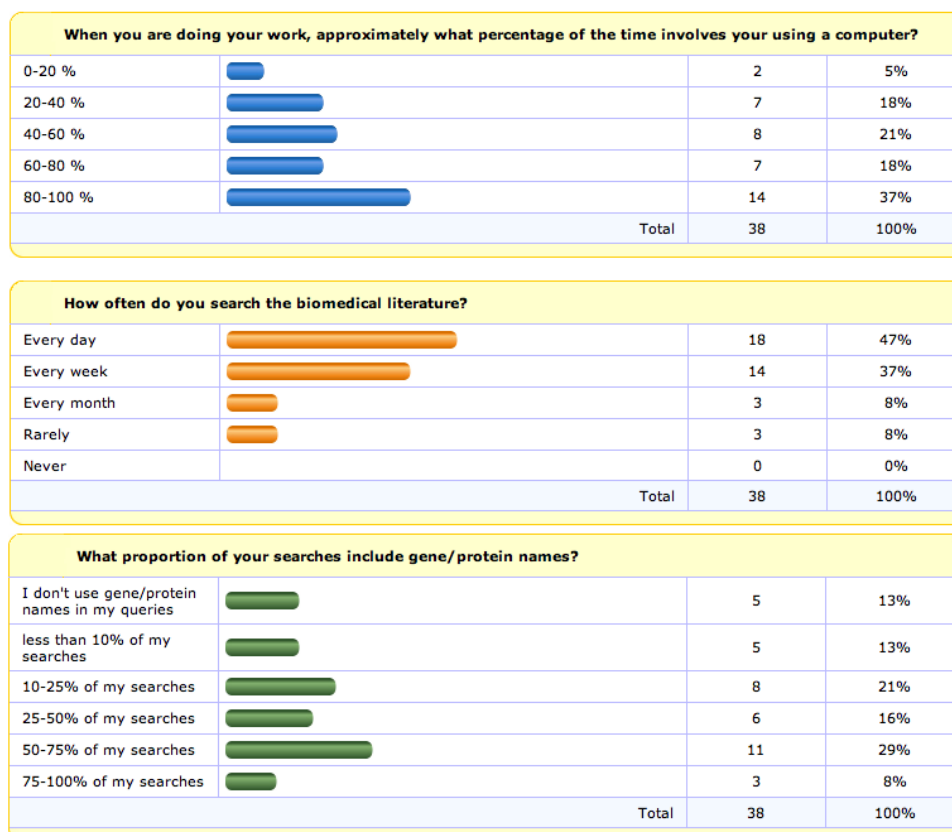 When you are doing your work, approximately what percentage of the time involves your using a computer?
0-20 % 2 5%
20-40 % 7 18%
40-60 % 8 21%
60-80 % 7 18%
80-100 % 14 37%
Total 38 100%
How often do you search the biomedical literature?
Every day 18 47%
Every week 14 37%
Every month 3 8%
Rarely 3 8%
Never 0 0%
Total 38 100%
What proportion of your searches include gene/protein names?
I don't use gene/protein
names in my queries 5 13%
less than 10% of my
searches 5 13%
10-25% of my searches 8 21%
25-50% of my searches 6 16%
50-75% of my searches 11 29%
75-100% of my searches 3 8%
Total 38 100%